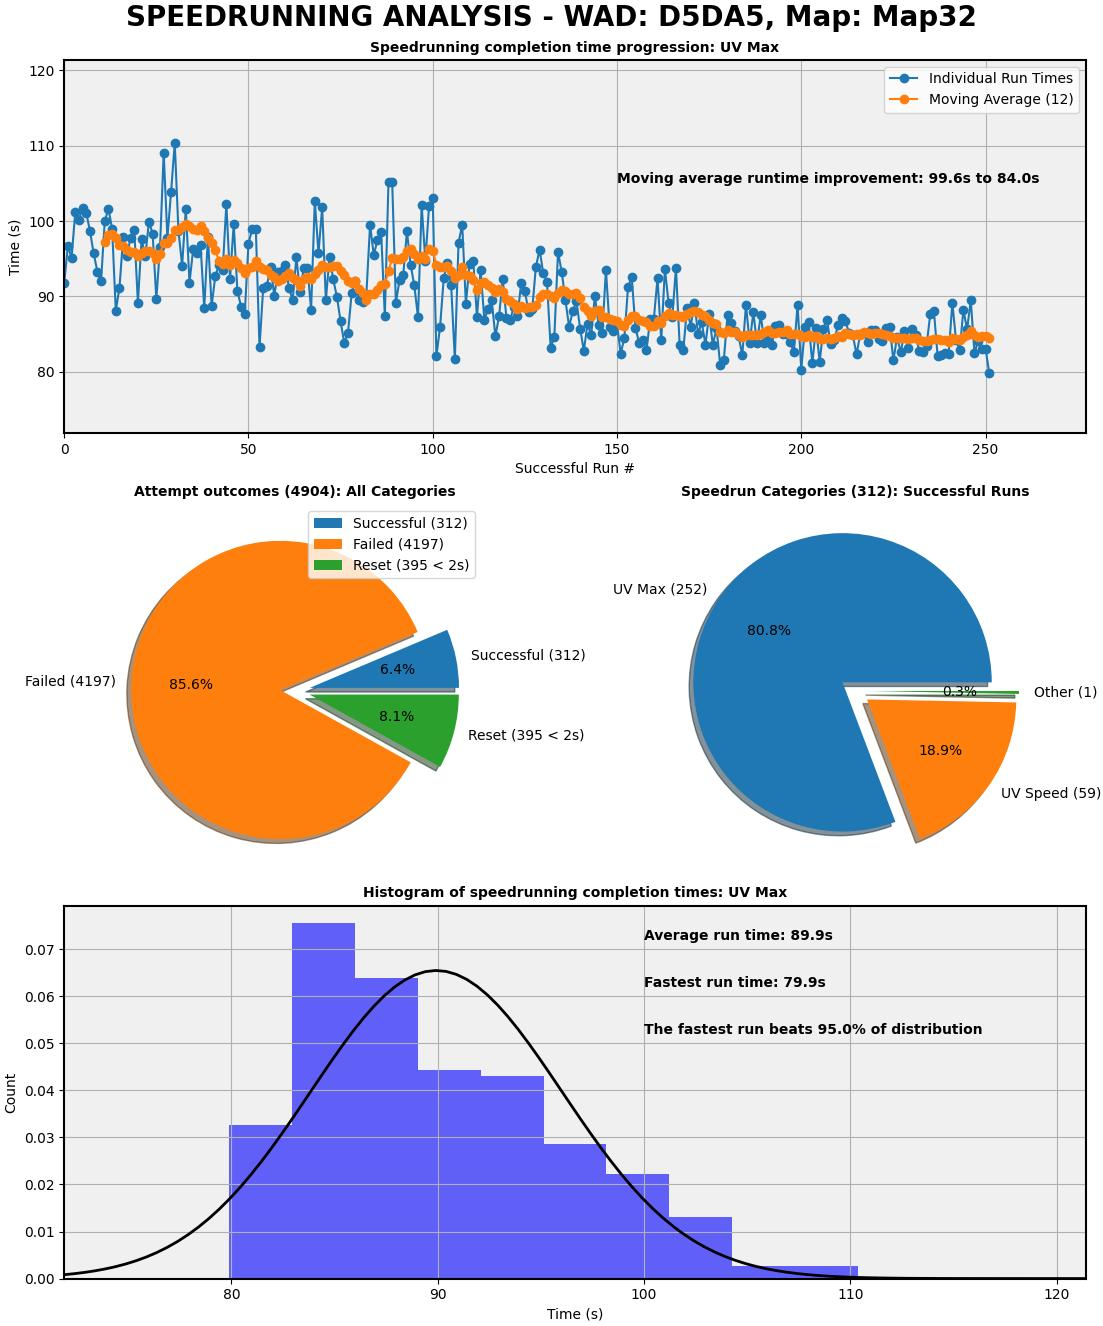 SPEEDRUNNING ANALYSIS - WAD: D5DA5, Map: Map32
Speedrunning completion time progression: UV Max
120
110
100
90
80
Time (s)
Individual Run Times
Moving Average (12)
Moving average runtime improvement: 99.6s to 84.0s
0
50
100
150
200
250
Successful Run #
Attempt outcomes (4904): All Categories
Successful (312)
Failed (4197)
Reset (395 < 2s)
Failed (4197)
85.6%
6.4%
Successful (312)
8.1%
Reset (395 < 2s)
Speedrun Categories (312): Successful Runs
UV Max (252)
80.8%
0.3%
Other (1)
18.9%
UV Speed (59)
Histogram of speedrunning completion times: UV Max
0.07
0.06
0.05
0.04
0.03
0.02
0.01
0.00
Count
Average run time: 89.9s
Fastest run time: 79.9s
The fastest run beats 95.0% of distribution
80
90
100
110
120
Time (s)